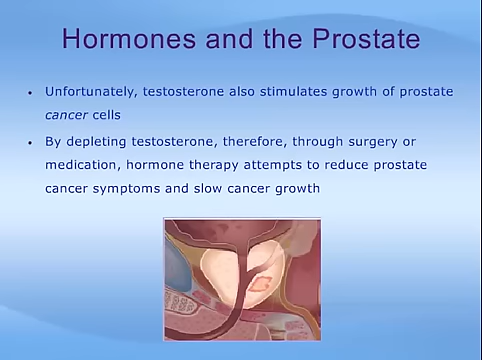 Hormones and the Prostate
• Unfortunately, testosterone also stimulates growth of prostate
cancer cells
• By depleting testosterone, therefore, through surgery or
medication, hormone therapy attempts to reduce prostate
cancer symptoms and slow cancer growth